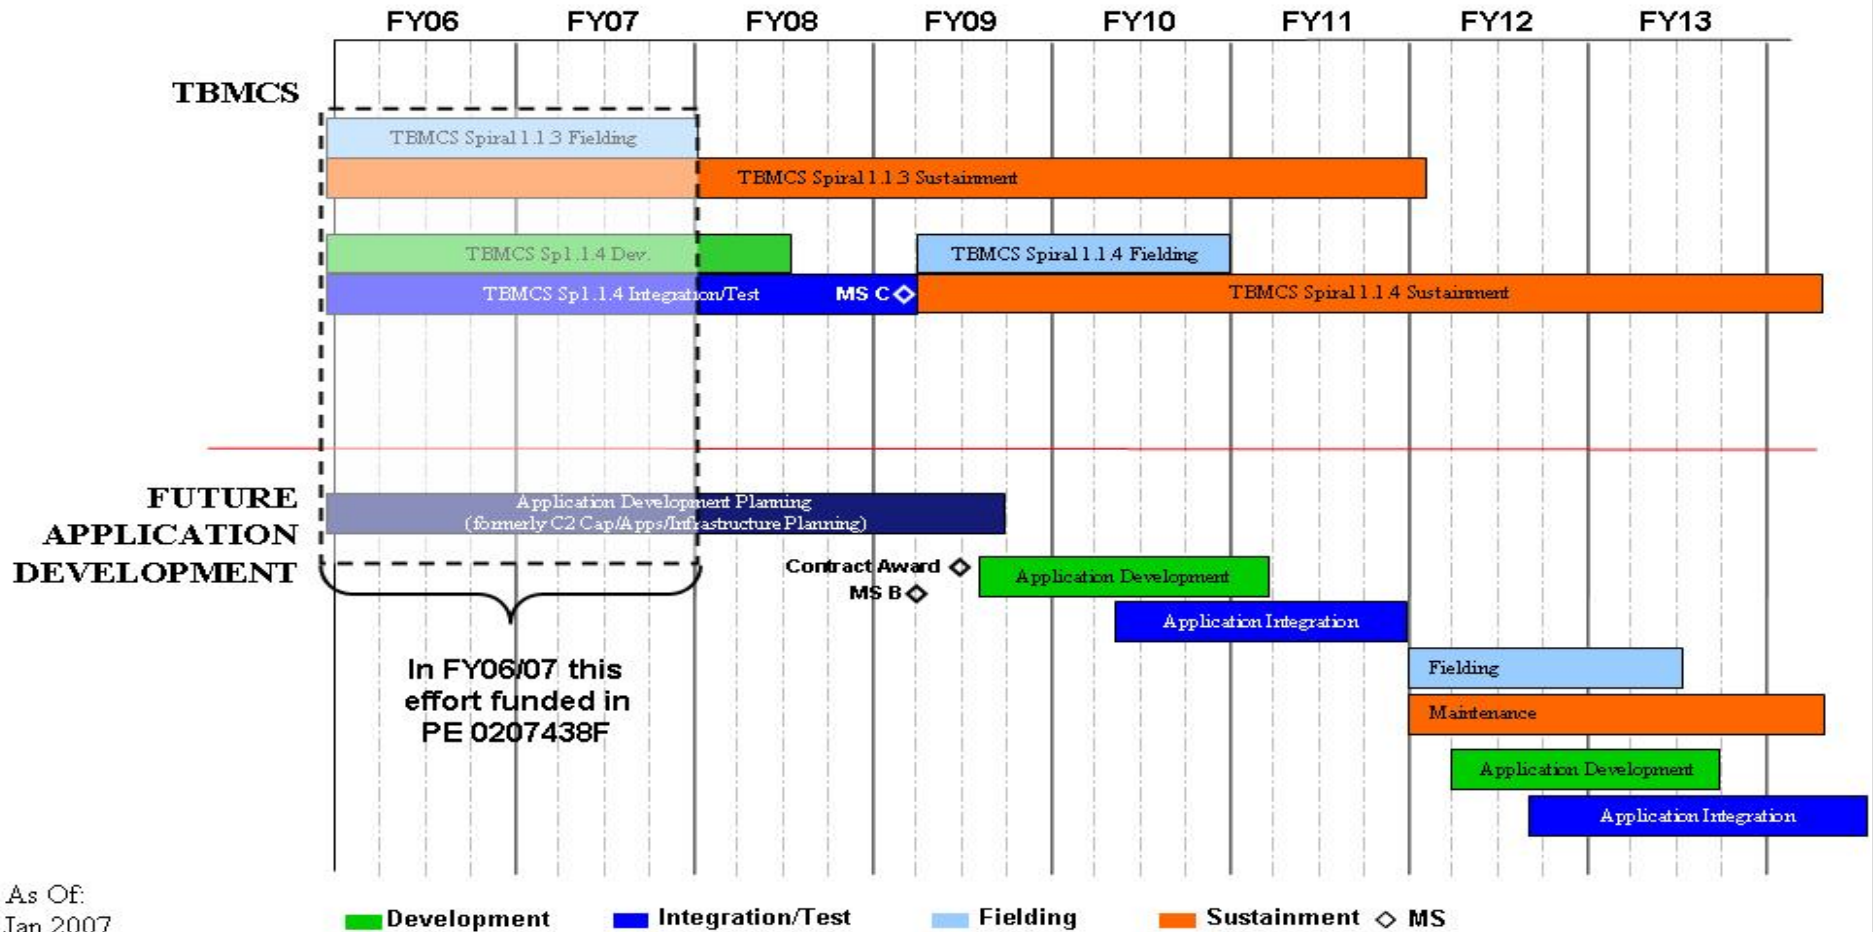 FY06 FY07 FY08 FY09 FY10 FY11 FY12 FY13
TBMCS
TBMCS Spiral 1.1.3 Fielding
TBMCS Spiral 1.1.3 Sustainment
TBMCS Sp1.1.4 Dev.
TBMCS Spiral 1.1.4 Fielding
TBMCS Sp1.1.4 Integration/Test
MS C
TBMCS Spiral 1.1.4 Sustainment
FUTURE
APPLICATION
DEVELOPMENT
Application Development Planning
(formerly C2 Cap/Apps/Infrastructure Planning)
Contract Award
MS B
Application Development
Application Integration
In FY06/07 this
effort funded in
PE 0207438F
Fielding
Maintenance
Application Development
Application Integration
As Of:
Jan 2007
Development Integration/Test Fielding Sustainment MS